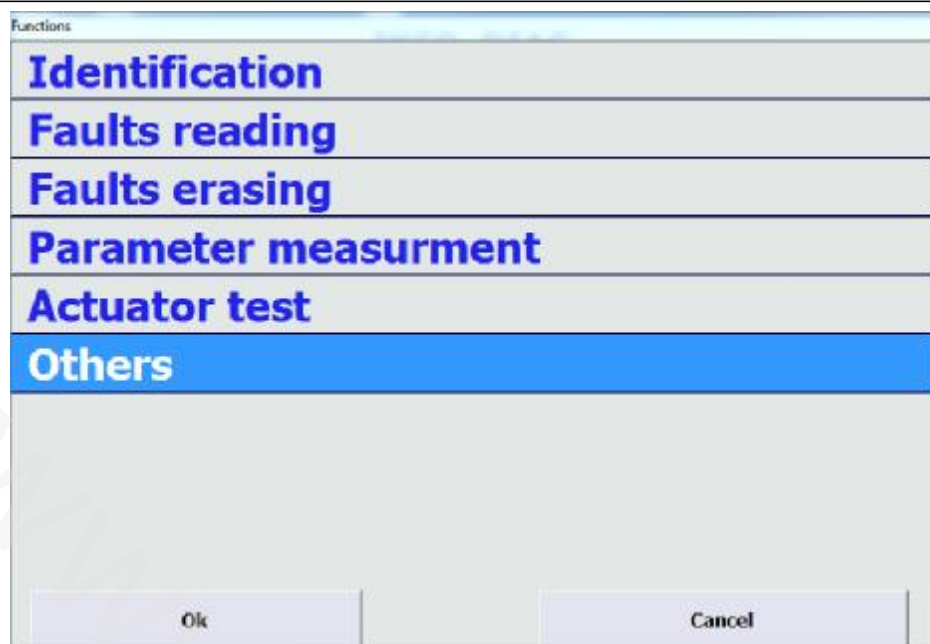 Functions
Identification
Faults reading
Faults erasing
Parameter measurment
Actuator test
Others
Ok
Cancel